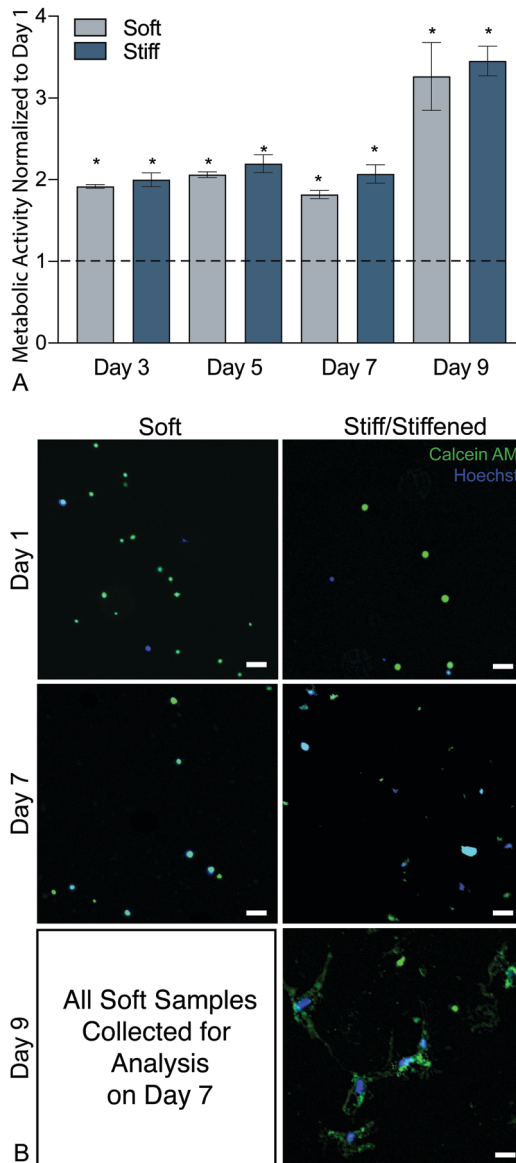 Metabolic Activity Normalized to Day 1
4
3
2
1
0
Soft
Stiff
* * * * * * * *
Day 3 Day 5 Day 7 Day 9
A
Soft Stiff/Stiffened
Calcein AM
Hoechst
Day 1
Day 7
Day 9
All Soft Samples
Collected for
Analysis
on Day 7
B